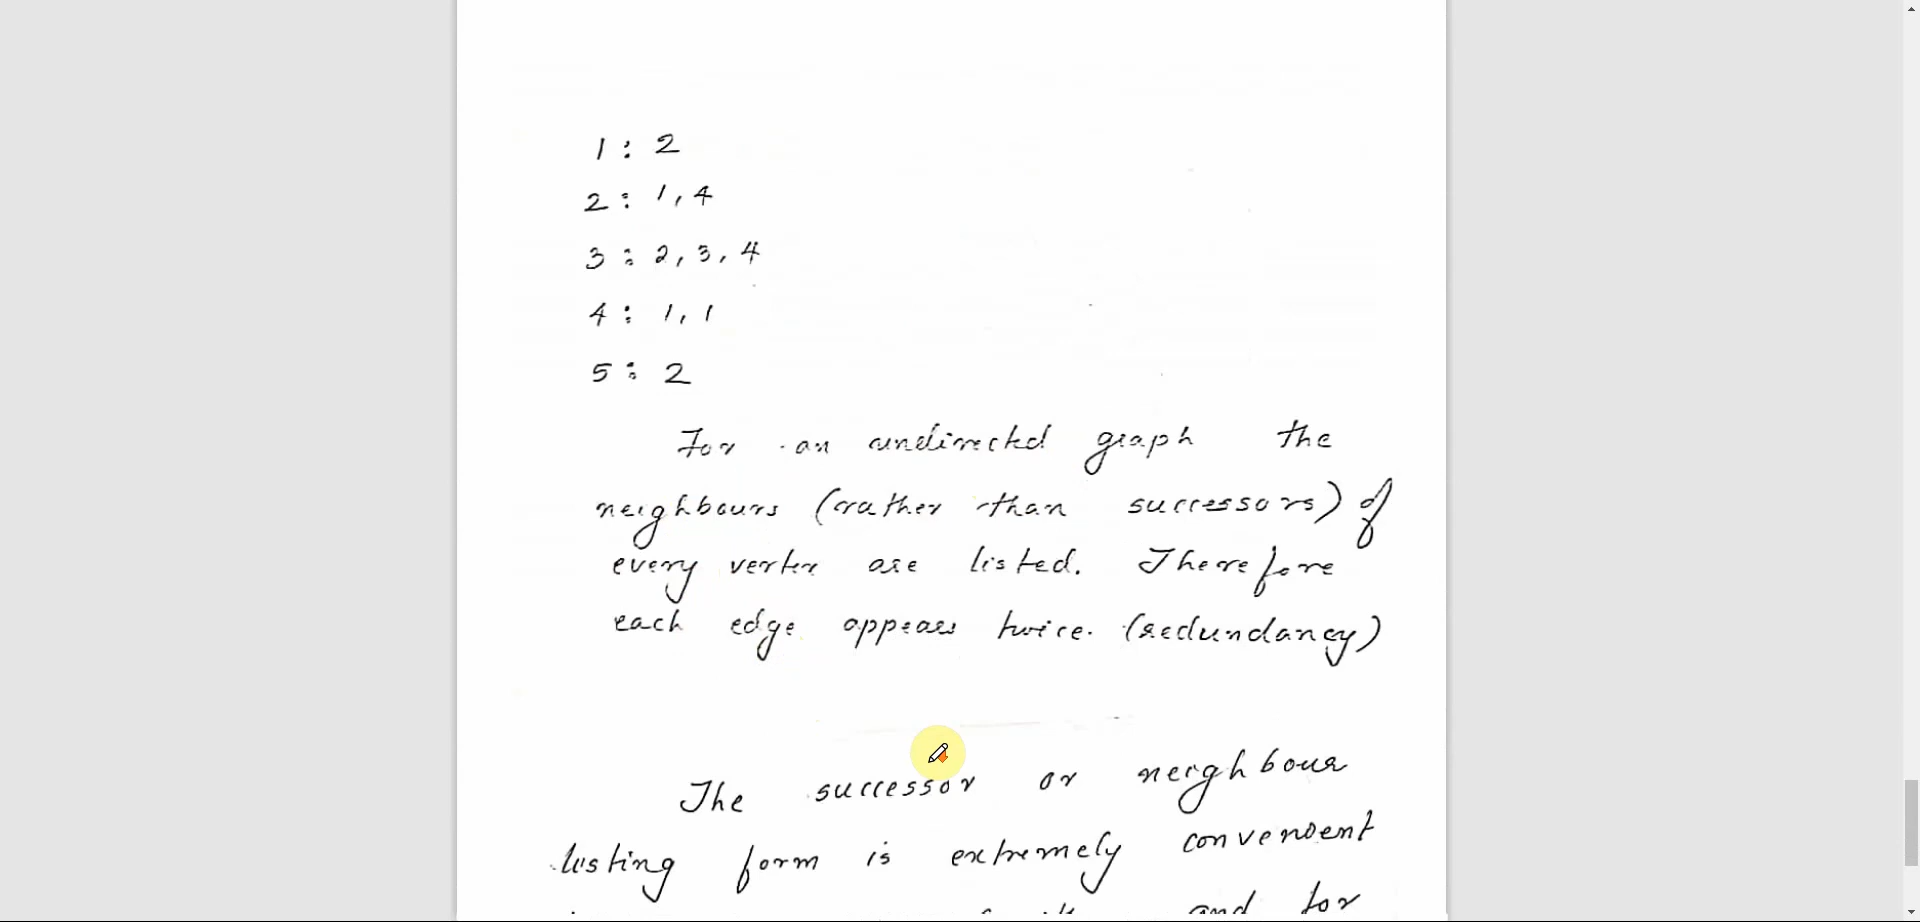 1 : 2
2 : 1, 4
3 : 2, 3, 4
4 : 1, 1
5 : 2
For an undirected graph the
neighbours (rather than successors) of
every vertex are listed. Therefore
each edge appears twice. (redundancy)
The successor or neighbour
listing form is extremely convenient
and for